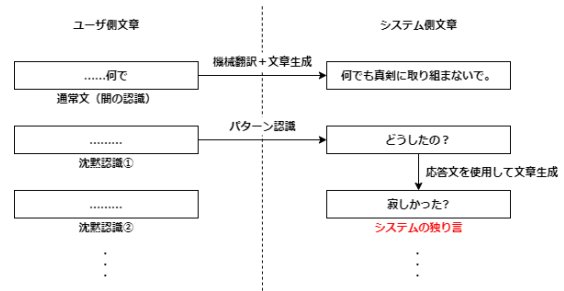 ユーザ側文章
システム側文章
機械翻訳＋文章生成
……何で
何でも真剣に取り組まないで。
通常文（間の認識）
パターン認識
………
どうしたの？
沈黙認識①
応答文を使用して文章生成
………
寂しかった？
沈黙認識②
システムの独り言